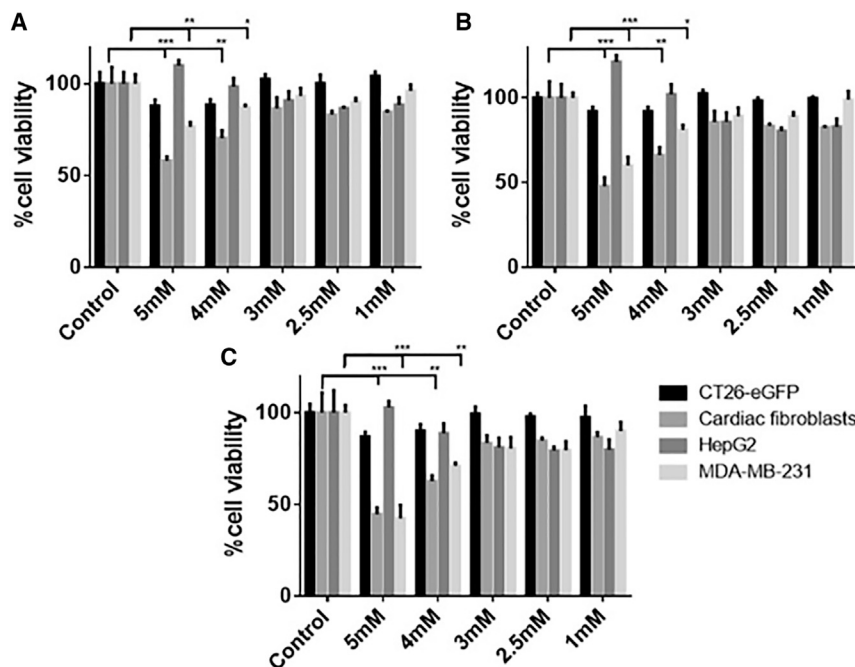 A
** *
*** **
%cell viability
100
50
0
Control 5mM 4mM 3mM 2.5mM 1mM
B
*** *
*** **
%cell viability
100
50
0
Control 5mM 4mM 3mM 2.5mM 1mM
C
*** **
*** **
%cell viability
100
50
0
Control 5mM 4mM 3mM 2.5mM 1mM
CT26-eGFP
Cardiac fibroblasts
HepG2
MDA-MB-231